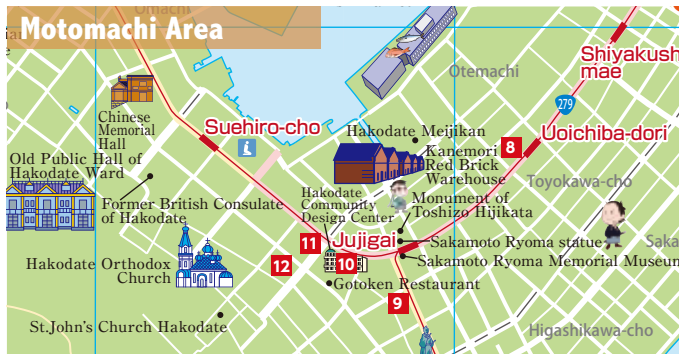 Omachi
Motomachi Area
Otemachi
Shiyakush
mae
279
Chinese
Memorial
Hall
Suehiro-cho
Hakodate Meijikan
8
Uoichiba-dori
Kanemori
Red Brick
Warehouse
Old Public Hall of
Hakodate Ward
Toyokawa-cho
Former British Consulate
of Hakodate
Hakodate
Community
Design Center
Monument of
Toshizo Hijikata
11
Jujigai
Sakamoto Ryoma statue
Saka
Hakodate Orthodox
Church
12
10
Sakamoto Ryoma Memorial Museum
Gotoken Restaurant
9
St.John's Church Hakodate
Higashikawa-cho